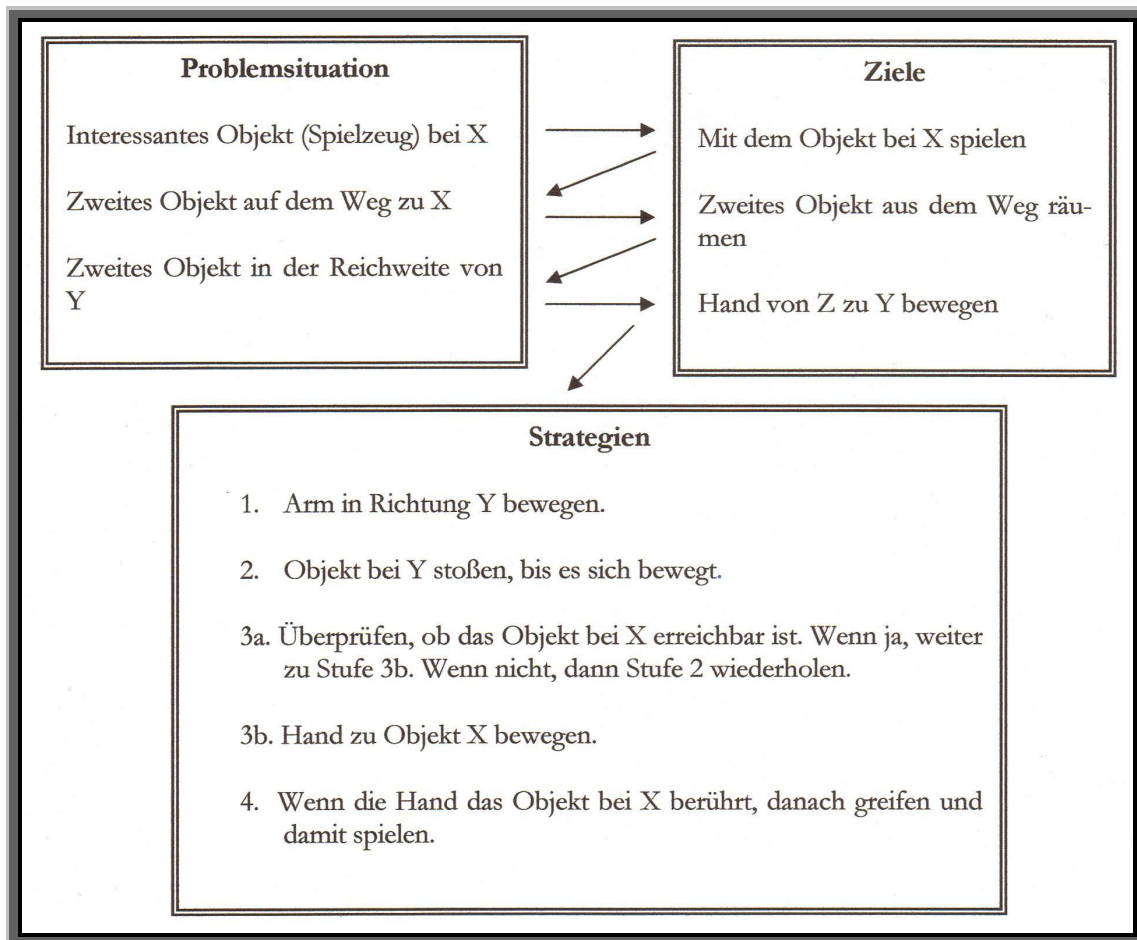 Problemsituation
Interessantes Objekt (Spielzeug) bei X
Zweites Objekt auf dem Weg zu X
Zweites Objekt in der Reichweite von
Y
Ziele
Mit dem Objekt bei X spielen
Zweites Objekt aus dem Weg räu-
men
Hand von Z zu Y bewegen
Strategien
1. Arm in Richtung Y bewegen.
2. Objekt bei Y stoßen, bis es sich bewegt.
3a. Überprüfen, ob das Objekt bei X erreichbar ist. Wenn ja, weiter
zu Stufe 3b. Wenn nicht, dann Stufe 2 wiederholen.
3b. Hand zu Objekt X bewegen.
4. Wenn die Hand das Objekt bei X berührt, danach greifen und
damit spielen.